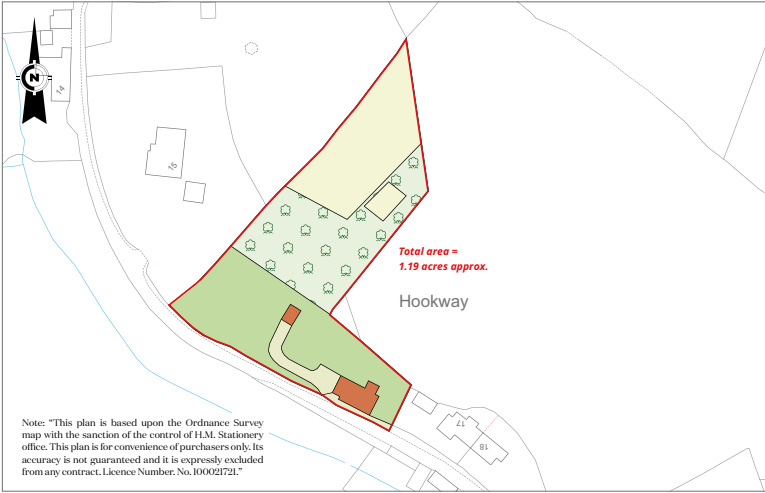 N
14
15
Total area =
1.19 acres approx.
Hookway
17
18
Note: "This plan is based upon the Ordnance Survey
map with the sanction of the control of H.M. Stationery
office. This plan is for convenience of purchasers only. Its
accuracy is not guaranteed and it is expressly excluded
from any contract. Licence Number. No. 100021721."